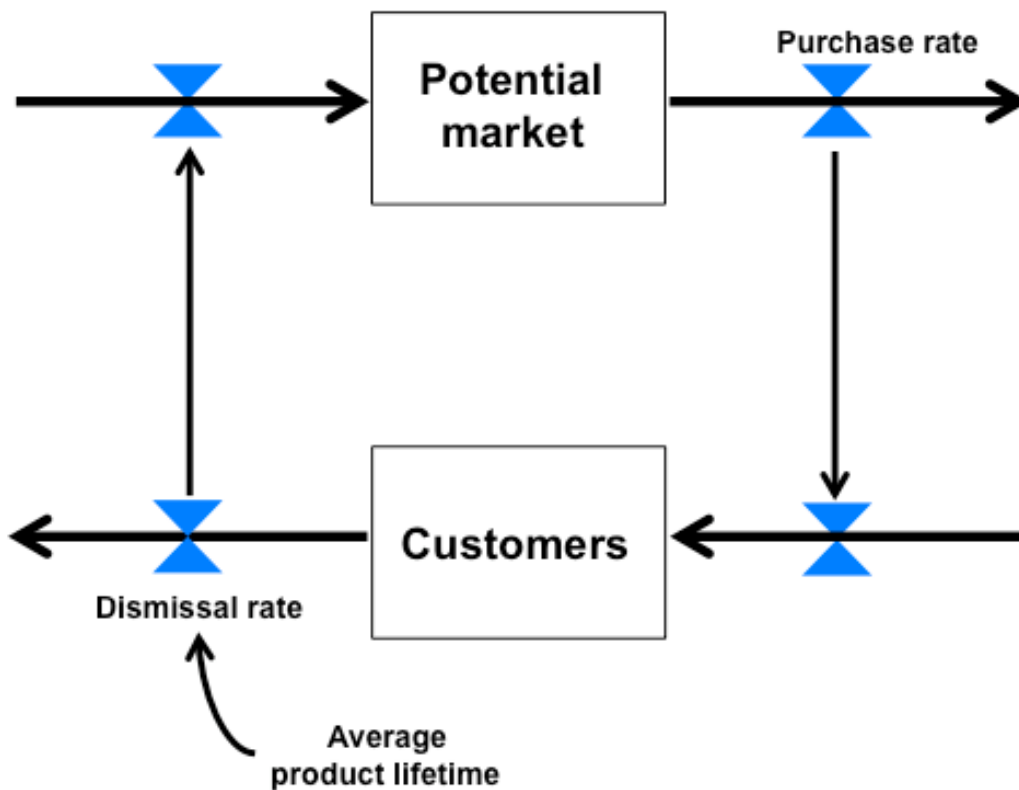 Purchase rate
Potential
market
Customers
Dismissal rate
Average
product lifetime